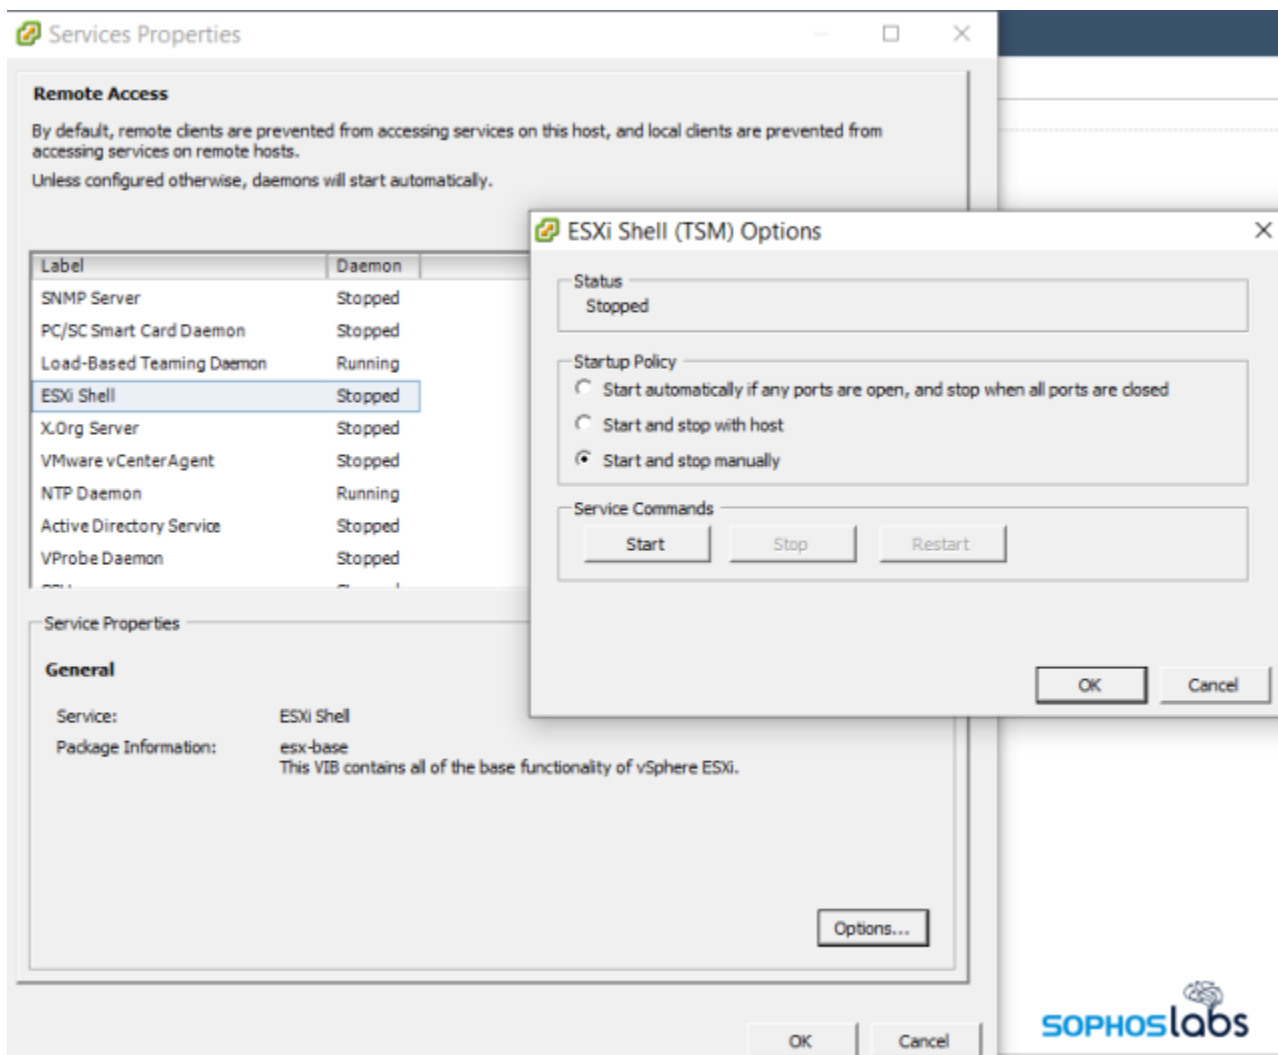 Services Properties
Remote Access
By default, remote clients are prevented from accessing services on this host, and local clients are prevented from
accessing services on remote hosts.
Unless configured otherwise, daemons will start automatically.
Label Daemon
SNMP Server Stopped
PC/SC Smart Card Daemon Stopped
Load-Based Teaming Daemon Running
ESXi Shell Stopped
X.Org Server Stopped
VMware vCenterAgent Stopped
NTP Daemon Running
Active Directory Service Stopped
VProbe Daemon Stopped
Service Properties
General
Service: ESXi Shell
Package Information: esx-base
This VIB contains all of the base functionality of vSphere ESXi.
Options...
OK Cancel
ESXi Shell (TSM) Options
Status
Stopped
Startup Policy
Start automatically if any ports are open, and stop when all ports are closed
Start and stop with host
Start and stop manually
Service Commands
Start Stop Restart
OK Cancel
SOPHOSlabs